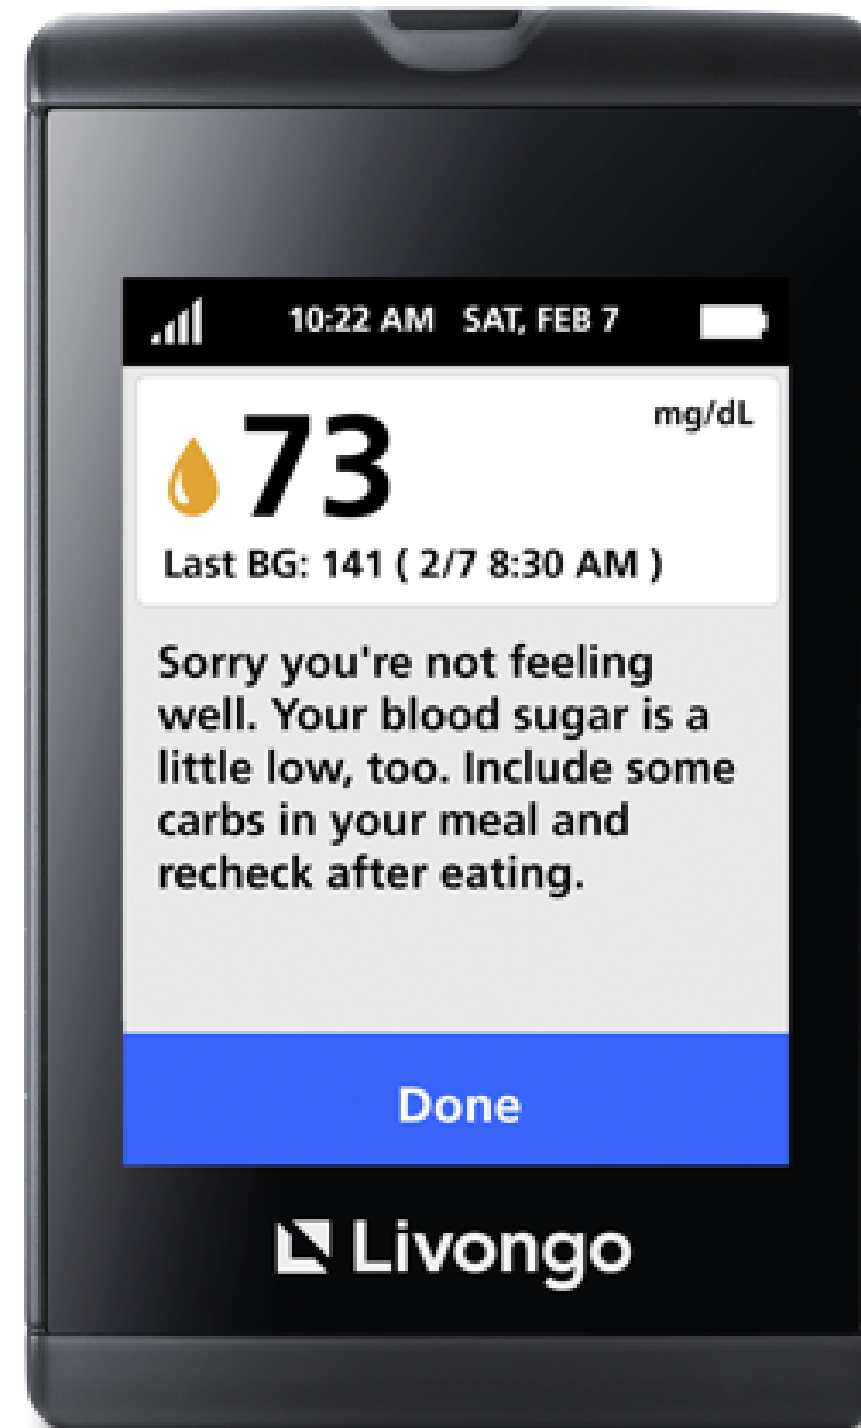 10:22 AM SAT, FEB 7
73 mg/dL
Last BG: 141 ( 2/7 8:30 AM )
Sorry you're not feeling
well. Your blood sugar is a
little low, too. Include some
carbs in your meal and
recheck after eating.
Done
Livongo